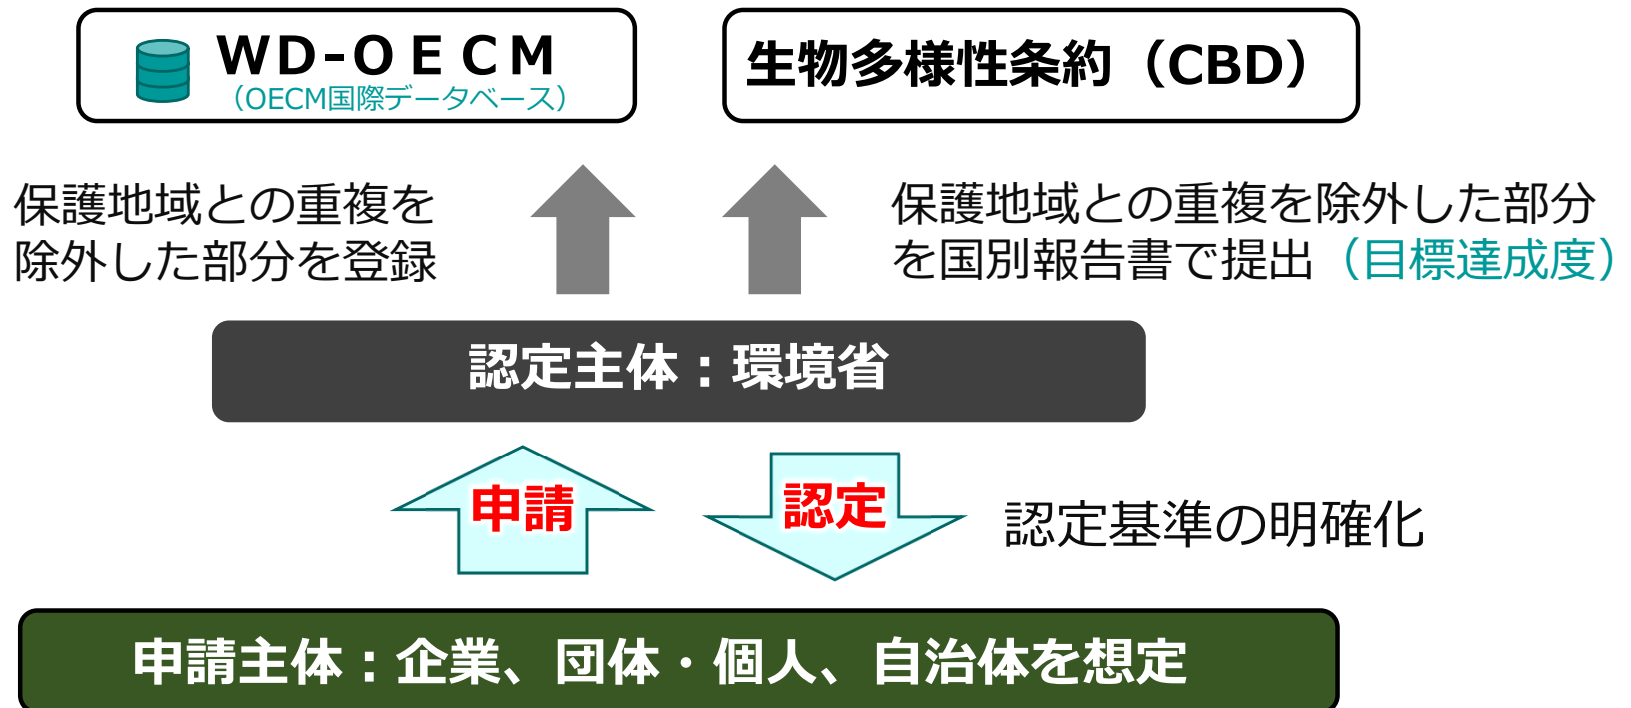 WD-OECM
（OECM国際データベース）
生物多様性条約（CBD）
保護地域との重複を
除外した部分を登録
保護地域との重複を除外した部分
を国別報告書で提出（目標達成度）
認定主体：環境省
申請
認定
認定基準の明確化
申請主体：企業、団体・個人、自治体を想定